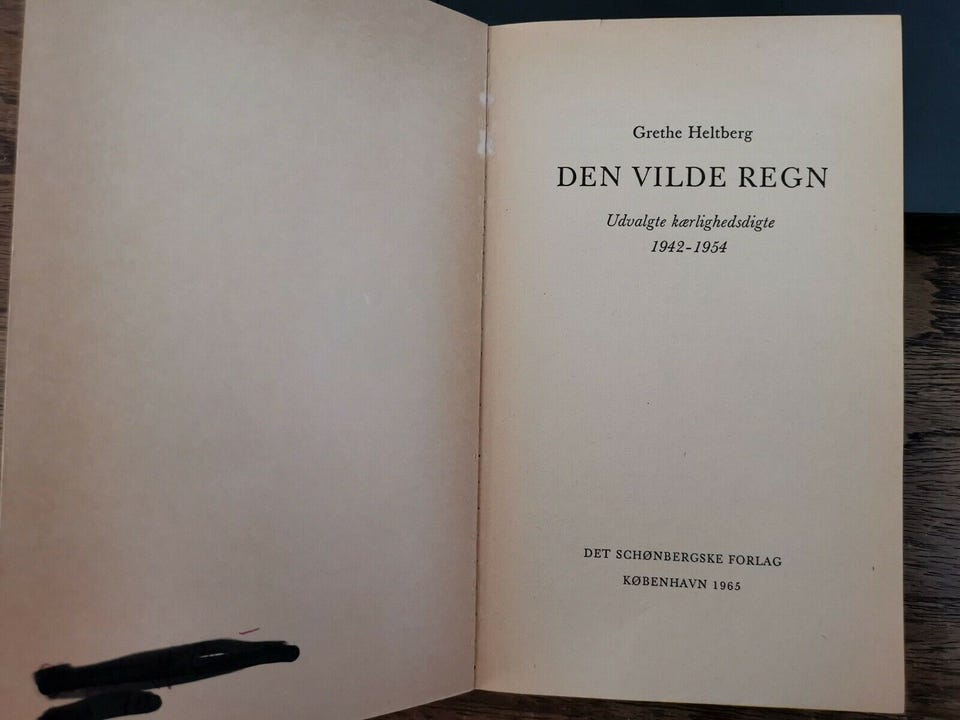 Grethe Heltberg
DEN VILDE REGN
Udvalgte kærlighedsdigte
1942-1954
DET SCHØNBERGSKE FORLAG
KØBENHAVN 1965